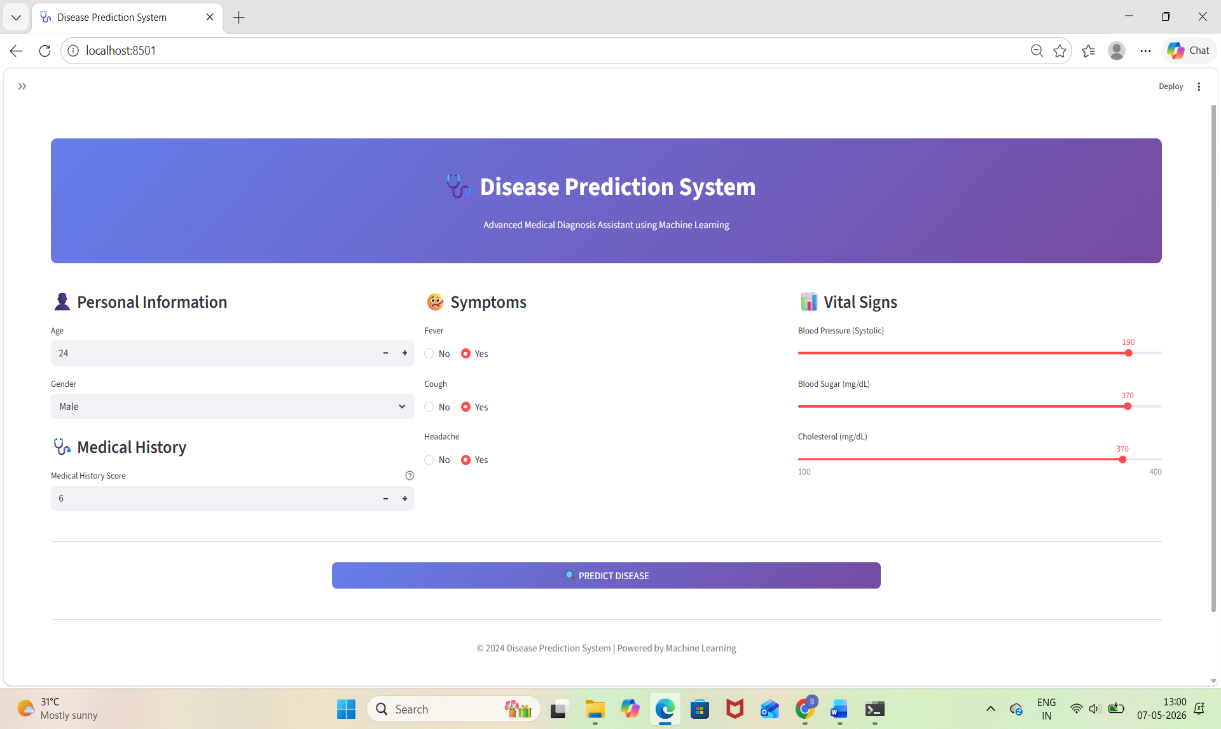 Disease Prediction System
localhost:8501
Chat
Deploy
Disease Prediction System
Advanced Medical Diagnosis Assistant using Machine Learning
Personal Information
Age
24
Gender
Male
Medical History
Medical History Score
6
Symptoms
Fever
No Yes
Cough
No Yes
Headache
No Yes
Vital Signs
Blood Pressure (Systolic)
190
Blood Sugar (mg/dL)
370
Cholesterol (mg/dL)
370
100 400
PREDICT DISEASE
© 2024 Disease Prediction System | Powered by Machine Learning
31°C
Mostly sunny
Search
ENG
IN
13:00
07-05-2026